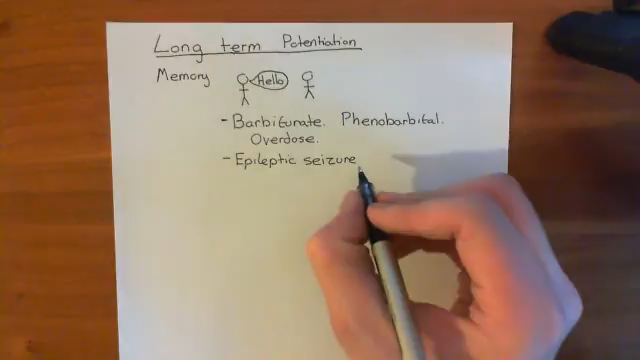 Long term Potentiation
Memory Hello
- Barbiturate. Phenobarbital.
Overdose.
- Epileptic seizure